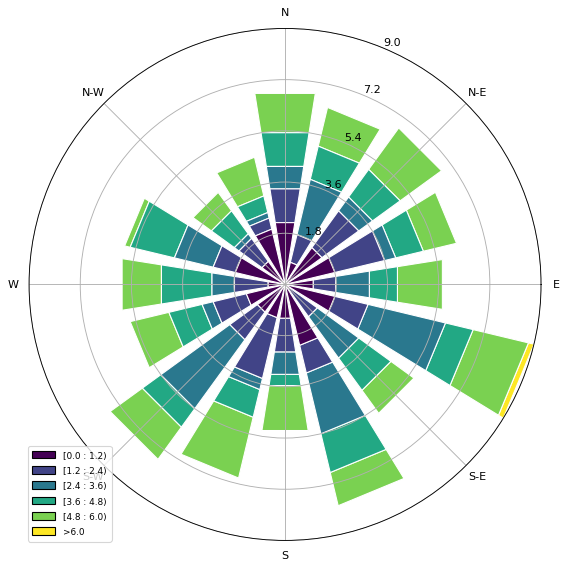 N
9.0
7.2
N-W
N-E
5.4
3.6
1.8
W
E
[0.0 : 1.2)
[1.2 : 2.4)
[2.4 : 3.6)
[3.6 : 4.8)
[4.8 : 6.0)
>6.0
S-W
S-E
S